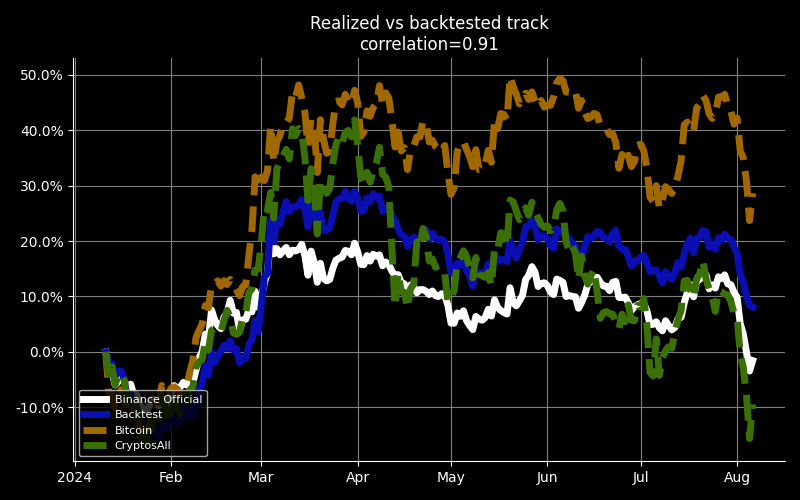 Realized vs backtested track
correlation=0.91
50.0%
40.0%
30.0%
20.0%
10.0%
0.0%
-10.0%
Binance Official
Backtest
Bitcoin
CryptosAll
2024 Feb Mar Apr May Jun Jul Aug